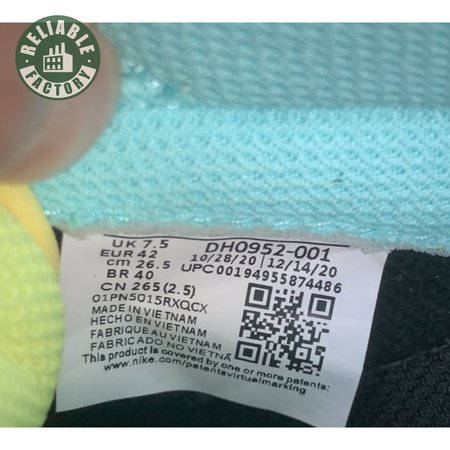 RELIABLE
FACTORY
UK 7.5
EUR 42
cm 26.5
BR 40
CN 265(2.5)
DH0952-001
10/28/20 | 12/14/20
UPC00194955874486
01PN5015RXQCX
MADE IN VIETNAM
HECHO EN VIETNAM
FABRIQUE AU VIETNAM
FABRICADO NO VIETNAM
This product is covered by one or more patents:
www.nike.com/patentsvirtualmarking